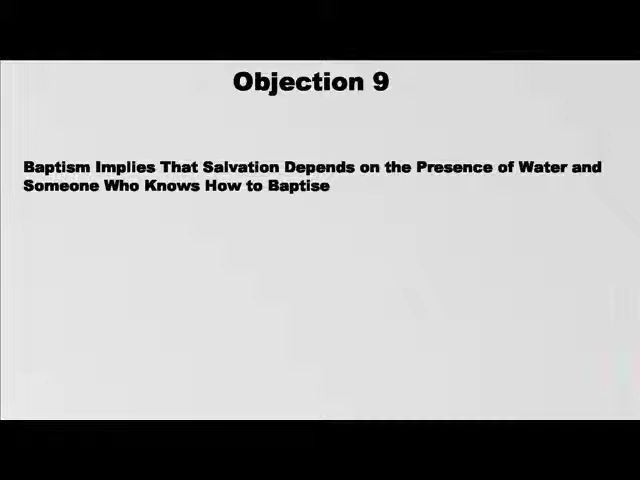 Objection 9
Baptism Implies That Salvation Depends on the Presence of Water and
Someone Who Knows How to Baptise